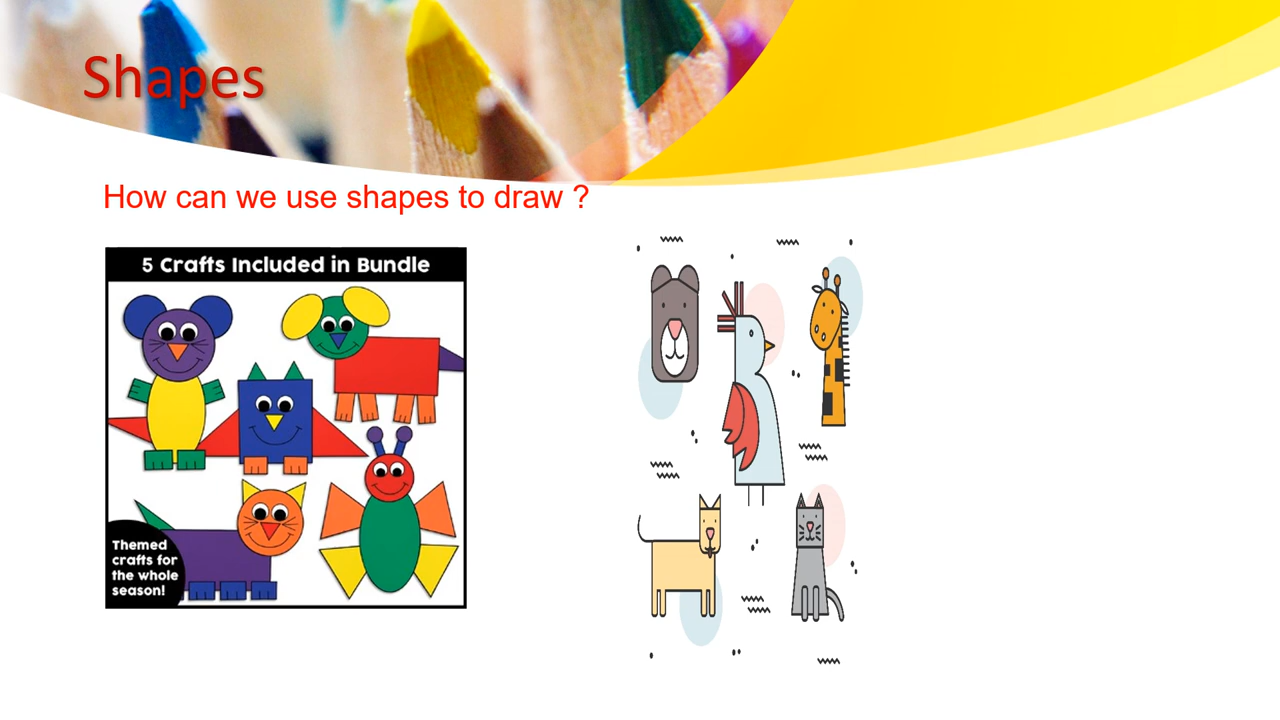 Shapes
How can we use shapes to draw ?
5 Crafts Included in Bundle
Themed
crafts for
the whole
season!